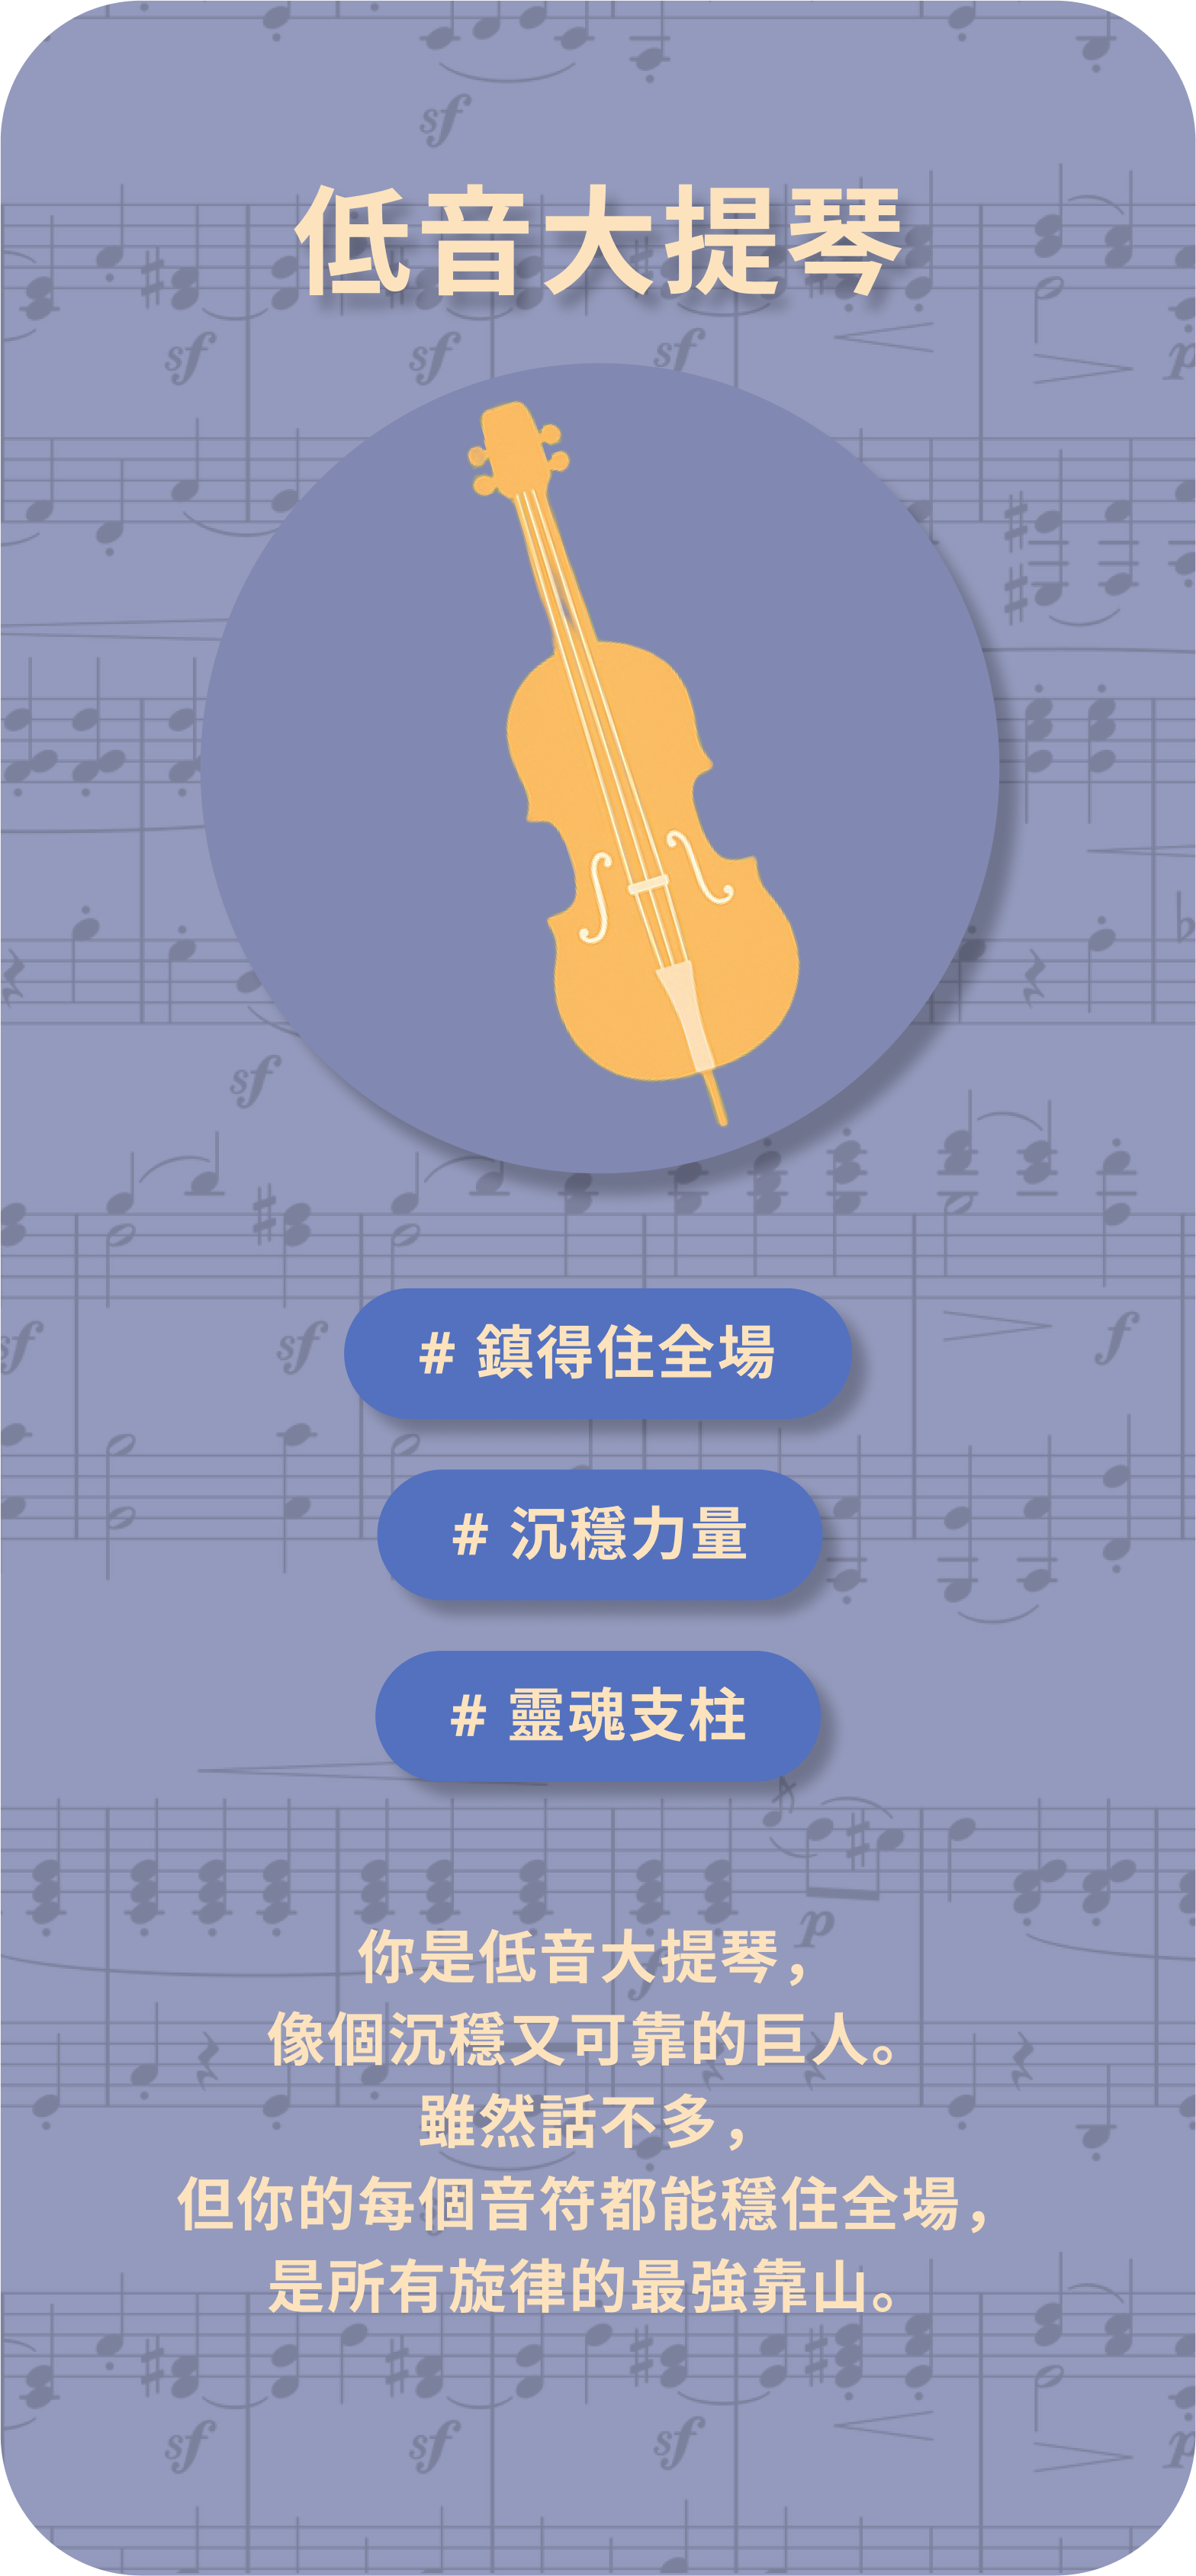 低音大提琴
# 鎮得住全場
# 沉穩力量
# 靈魂支柱
你是低音大提琴，
像個沉穩又可靠的巨人。
雖然話不多，
但你的每個音符都能穩住全場，
是所有旋律的最強靠山。